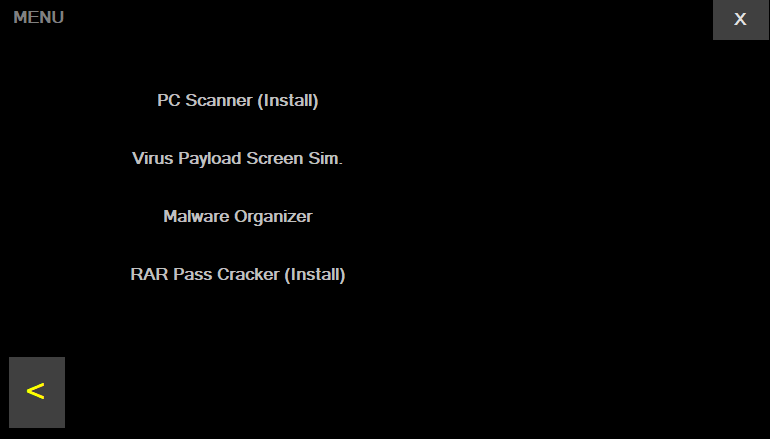 MENU
X
PC Scanner (Install)
Virus Payload Screen Sim.
Malware Organizer
RAR Pass Cracker (Install)
<